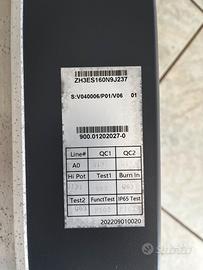 ZH3ES160N9J237
S:V040006/P01/V06 01
900.01202027-0
Line# QC1 QC2
A0
Hi Pot Test1 Burn In
Test2 FunctTest IP65 Test
202209010020
subito